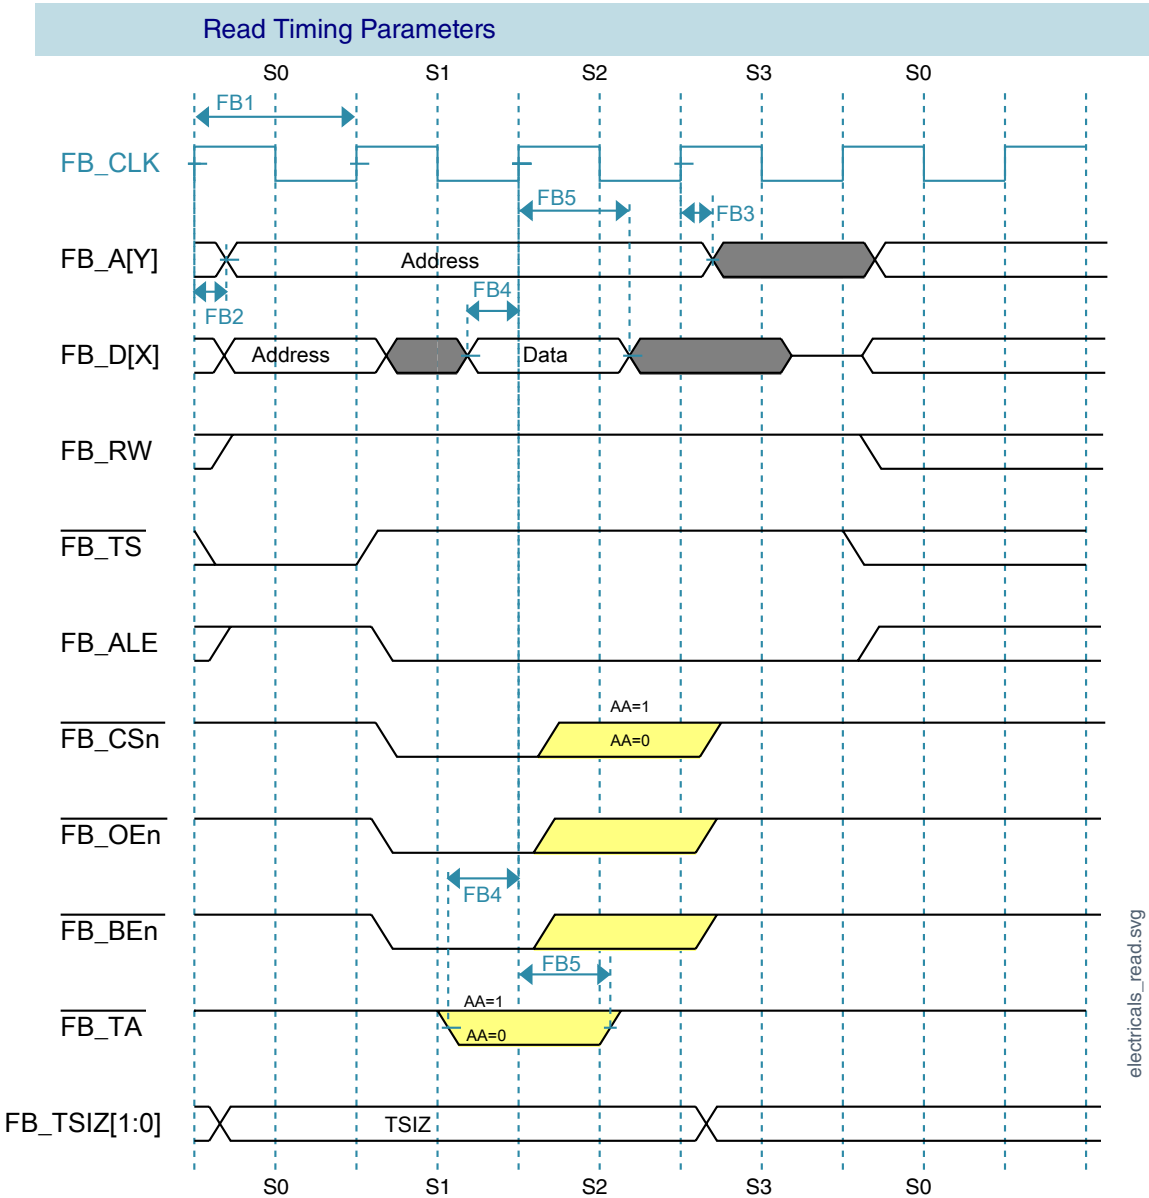 Read Timing Parameters
S0 S1 S2 S3 S0
FB1
FB_CLK
FB5
FB3
FB_A[Y]
Address
FB4
FB2
FB_D[X]
Address
Data
FB_RW
FB_TS
FB_ALE
AA=1
FB_CSn
AA=0
FB_OEn
FB4
FB_BEn
FB5
AA=1
FB_TA
AA=0
FB_TSIZ[1:0]
TSIZ
S0 S1 S2 S3 S0
electricals_read.svg